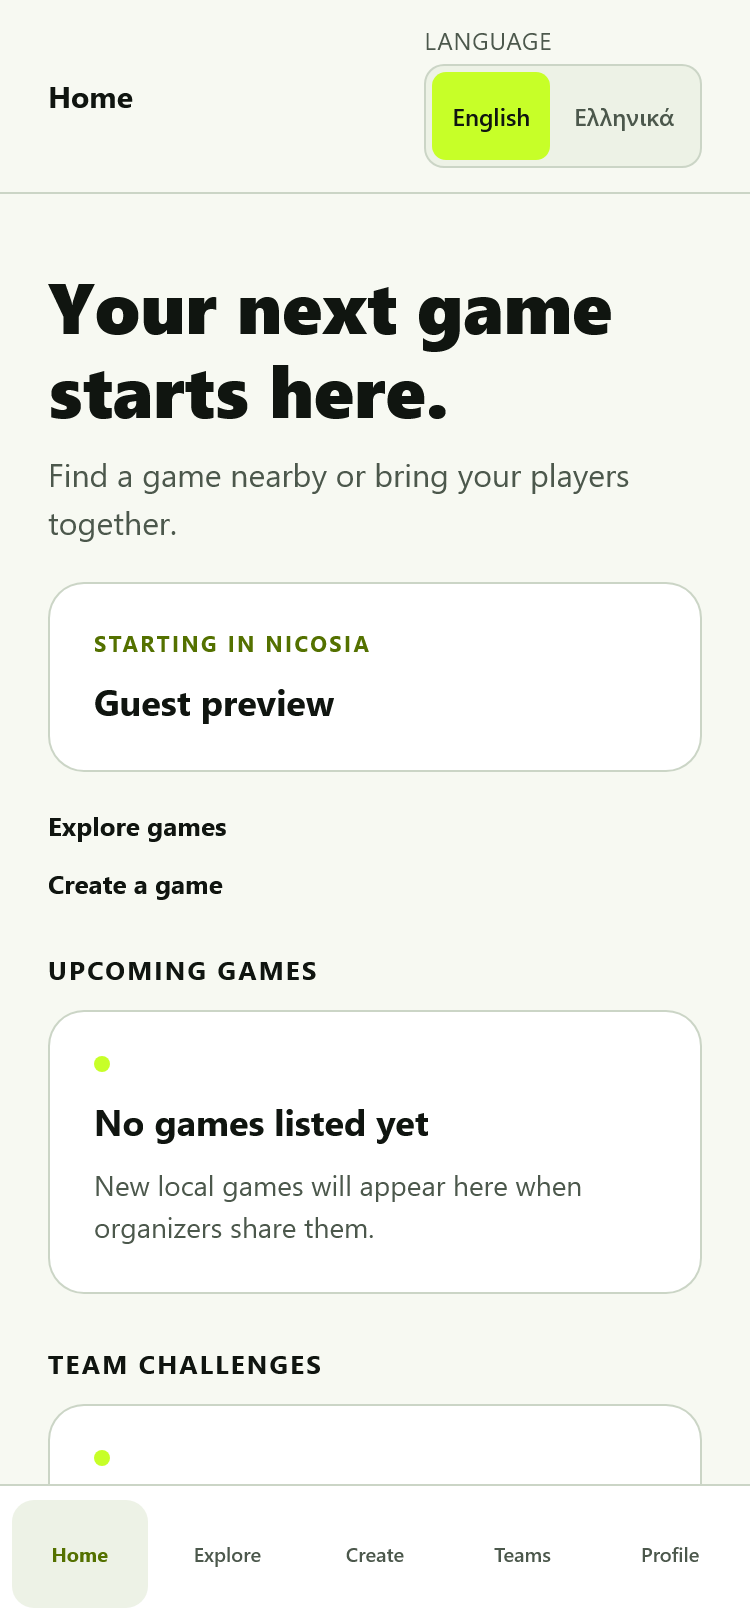 LANGUAGE
Home
English
Ελληνικά
Your next game
starts here.
Find a game nearby or bring your players
together.
STARTING IN NICOSIA
Guest preview
Explore games
Create a game
UPCOMING GAMES
No games listed yet
New local games will appear here when
organizers share them.
TEAM CHALLENGES
Home
Explore
Create
Teams
Profile